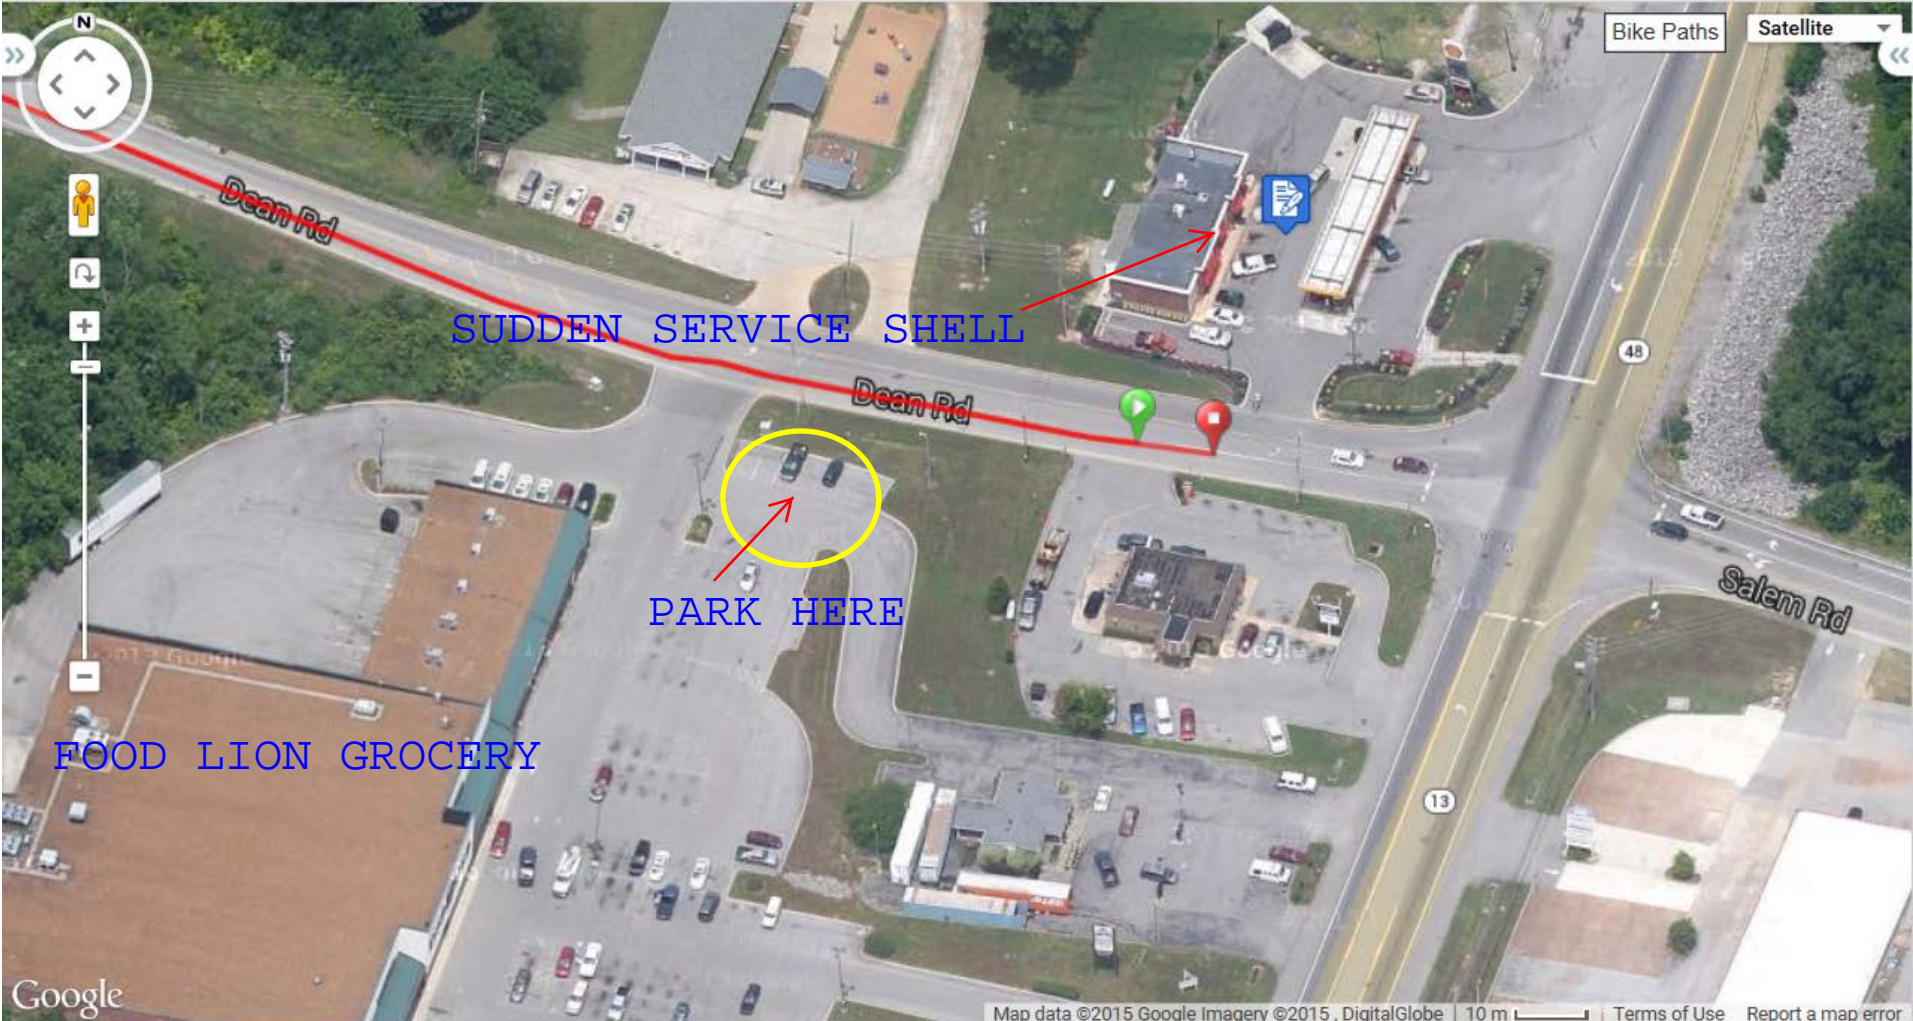 N
Bike Paths
Satellite
Dean Rd
SUDDEN SERVICE SHELL
48
Dean Rd
Salem Rd
PARK HERE
FOOD LION GROCERY
13
Google
Map data ©2015 Google Imagery ©2015 , DigitalGlobe
10 m
Terms of Use
Report a map error